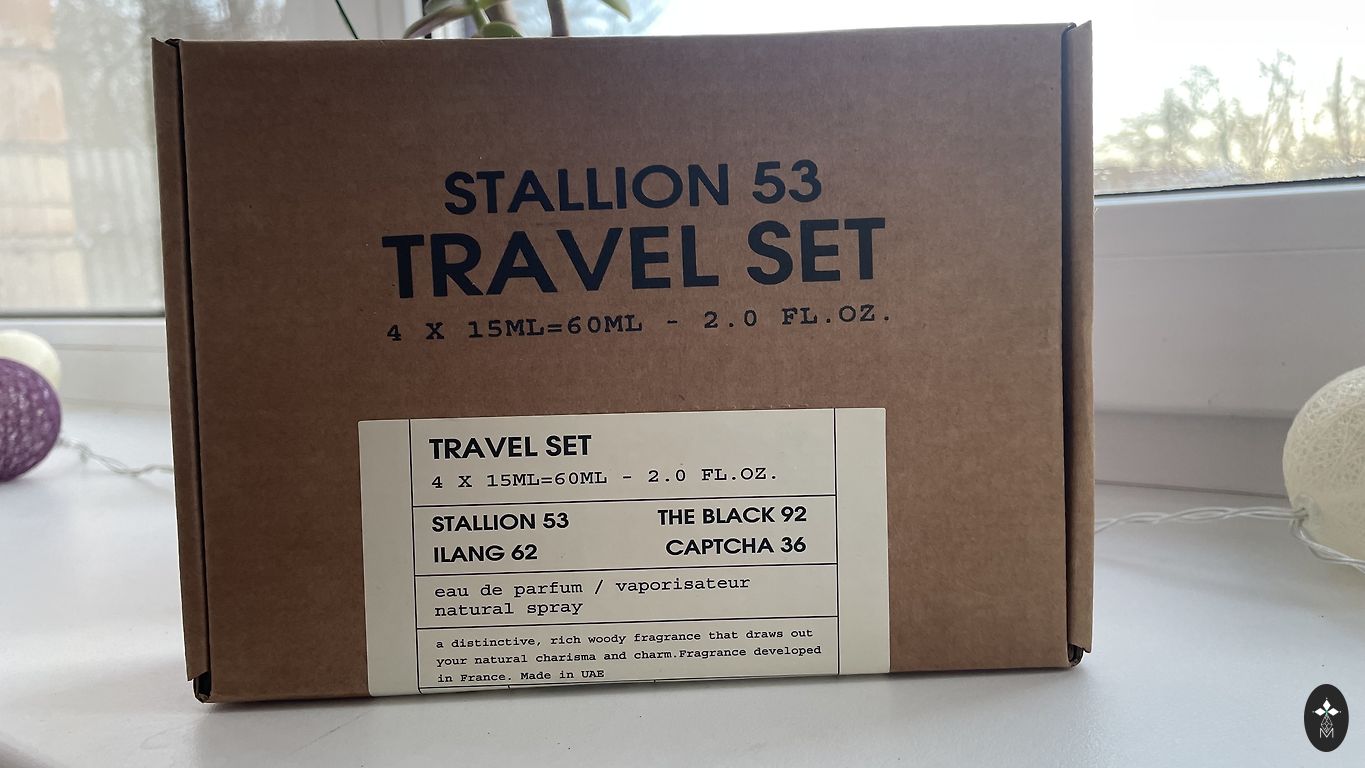 STALLION 53
TRAVEL SET
4 X 15ML=60ML - 2.0 FL.OZ.
TRAVEL SET
4 X 15ML=60ML - 2.0 FL.OZ.
STALLION 53 THE BLACK 92
ILANG 62 CAPTCHA 36
eau de parfum / vaporisateur
natural spray
a distinctive, rich woody fragrance that draws out
your natural charisma and charm.Fragrance developed
in France. Made in UAE
M